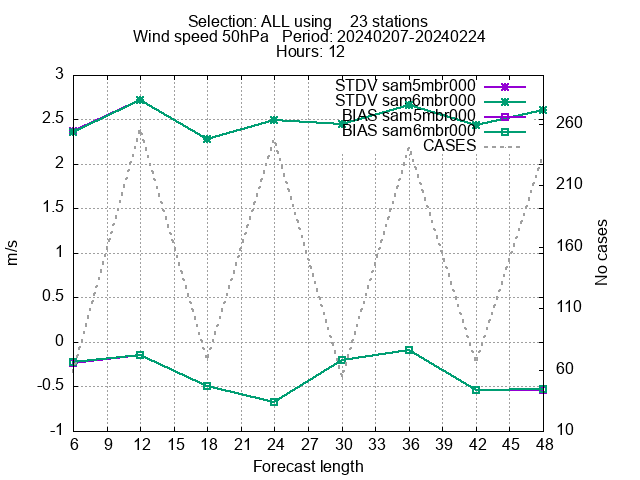 Selection: ALL using    23 stations
Wind speed 50hPa   Period: 20240207-20240224
Hours: 12
STDV sam5mbr000
STDV sam6mbr000
BIAS sam5mbr000
BIAS sam6mbr000
CASES
3
2.5
2
1.5
1
0.5
0
-0.5
-1
m/s
260
210
160
110
60
10
No cases
6 9 12 15 18 21 24 27 30 33 36 39 42 45 48
Forecast length